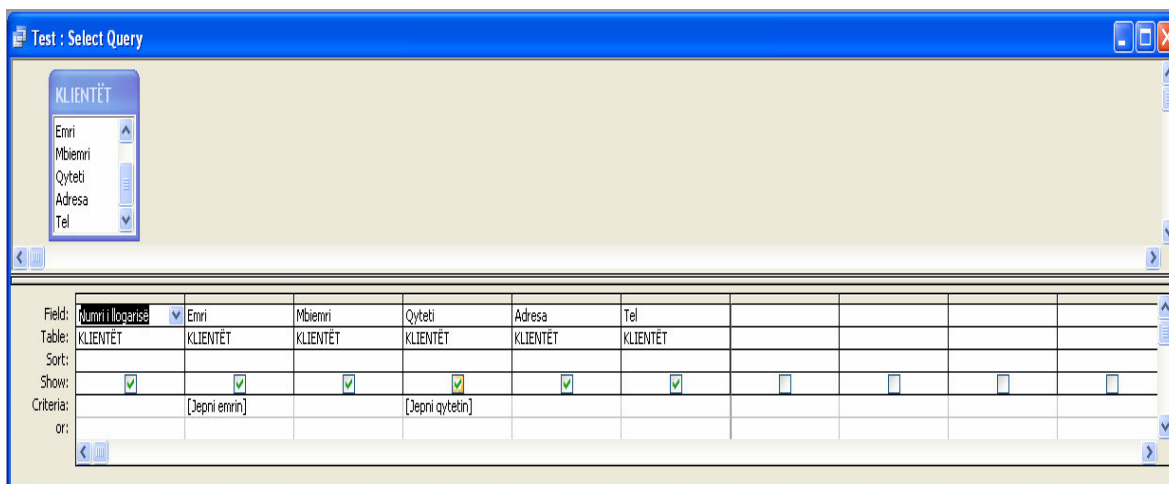 Test : Select Query
KLIENTËT
Emri
Mbiemri
Qyteti
Adresa
Tel
Field: Numri i llogarisë Emri Mbiemri Qyteti Adresa Tel
Table: KLIENTËT KLIENTËT KLIENTËT KLIENTËT KLIENTËT KLIENTËT
Sort:
Show:
Criteria: [Jepni emrin] [Jepni qytetin]
or: